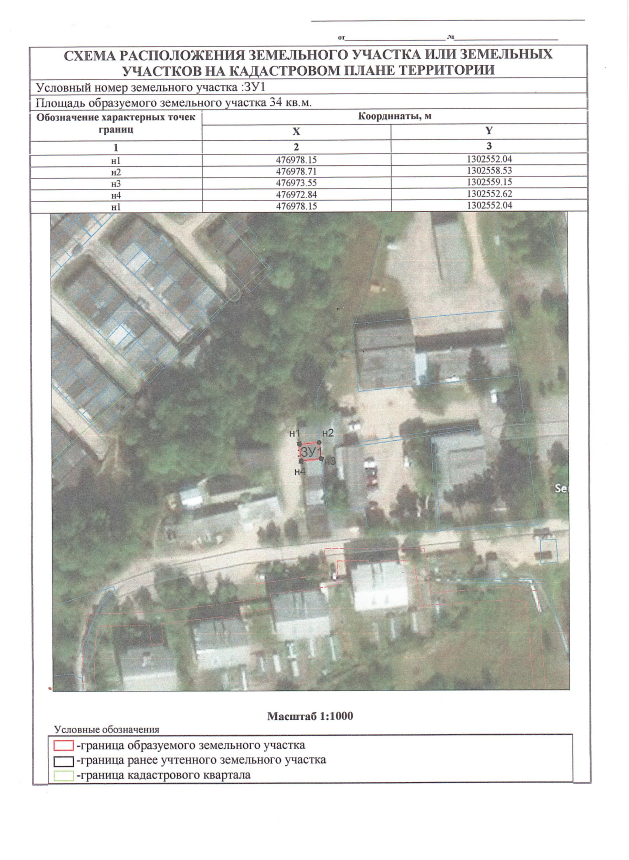 от №
СХЕМА РАСПОЛОЖЕНИЯ ЗЕМЕЛЬНОГО УЧАСТКА ИЛИ ЗЕМЕЛЬНЫХ
УЧАСТКОВ НА КАДАСТРОВОМ ПЛАНЕ ТЕРРИТОРИИ
Условный номер земельного участка :ЗУ1
Площадь образуемого земельного участка 34 кв.м.
Обозначение характерных точек границ Координаты, м
X Y
1 2 3
н1 476978.15 1302552.04
н2 476978.71 1302558.53
н3 476973.55 1302559.15
н4 476972.84 1302552.62
н1 476978.15 1302552.04
н1 н2
ЗУ1
н3
н4
Se
Масштаб 1:1000
Условные обозначения
-граница образуемого земельного участка
-граница ранее учтенного земельного участка
-граница кадастрового квартала